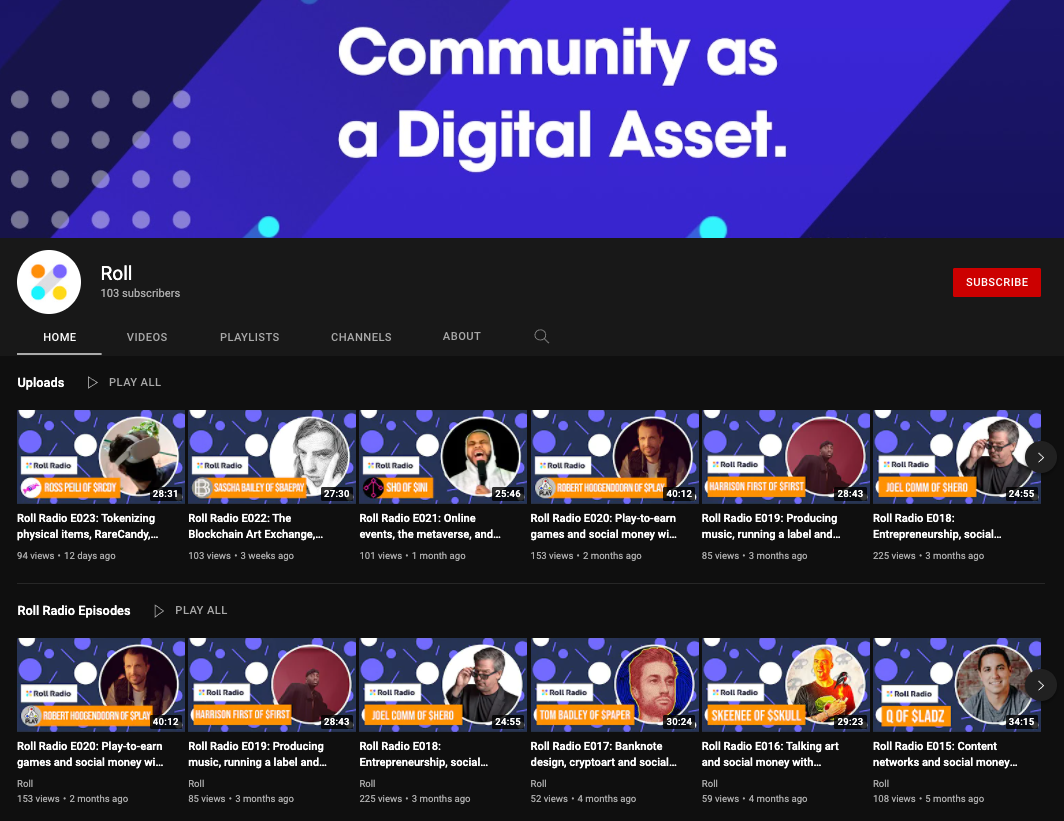 Community as
a Digital Asset.
Roll
103 subscribers
SUBSCRIBE
HOME
VIDEOS
PLAYLISTS
CHANNELS
ABOUT
Uploads
PLAY ALL
Roll Radio
ROSS PEILI OF $RCDY
28:31
Roll Radio
SASCHA BAILEY OF $BAEPAY
27:30
Roll Radio
SHO OF $INI
25:46
Roll Radio
PLAY
ROBERT HOOGENDOORN OF $PLAY
40:12
Roll Radio
HARRISON FIRST OF $FIRST
28:43
Roll Radio
JOEL COMM OF $HERO
24:55
Roll Radio E023: Tokenizing
physical items, RareCandy,...
94 views • 12 days ago
Roll Radio E022: The
Blockchain Art Exchange,...
103 views • 3 weeks ago
Roll Radio E021: Online
events, the metaverse, and...
101 views • 1 month ago
Roll Radio E020: Play-to-earn
games and social money wi...
153 views • 2 months ago
Roll Radio E019: Producing
music, running a label and...
85 views • 3 months ago
Roll Radio E018:
Entrepreneurship, social...
225 views • 3 months ago
Roll Radio Episodes
PLAY ALL
Roll Radio
PLAY
ROBERT HOOGENDOORN OF $PLAY
40:12
Roll Radio
HARRISON FIRST OF $FIRST
28:43
Roll Radio
JOEL COMM OF $HERO
24:55
Roll Radio
TOM BADLEY OF $PAPER
30:24
Roll Radio
SKEENEE OF $SKULL
29:23
Roll Radio
Q OF $LADZ
34:15
Roll Radio E020: Play-to-earn
games and social money wi...
Roll
153 views • 2 months ago
Roll Radio E019: Producing
music, running a label and...
Roll
85 views • 3 months ago
Roll Radio E018:
Entrepreneurship, social...
Roll
225 views • 3 months ago
Roll Radio E017: Banknote
design, cryptoart and social...
Roll
52 views • 4 months ago
Roll Radio E016: Talking art
and social money with...
Roll
59 views • 4 months ago
Roll Radio E015: Content
networks and social money...
Roll
108 views • 5 months ago